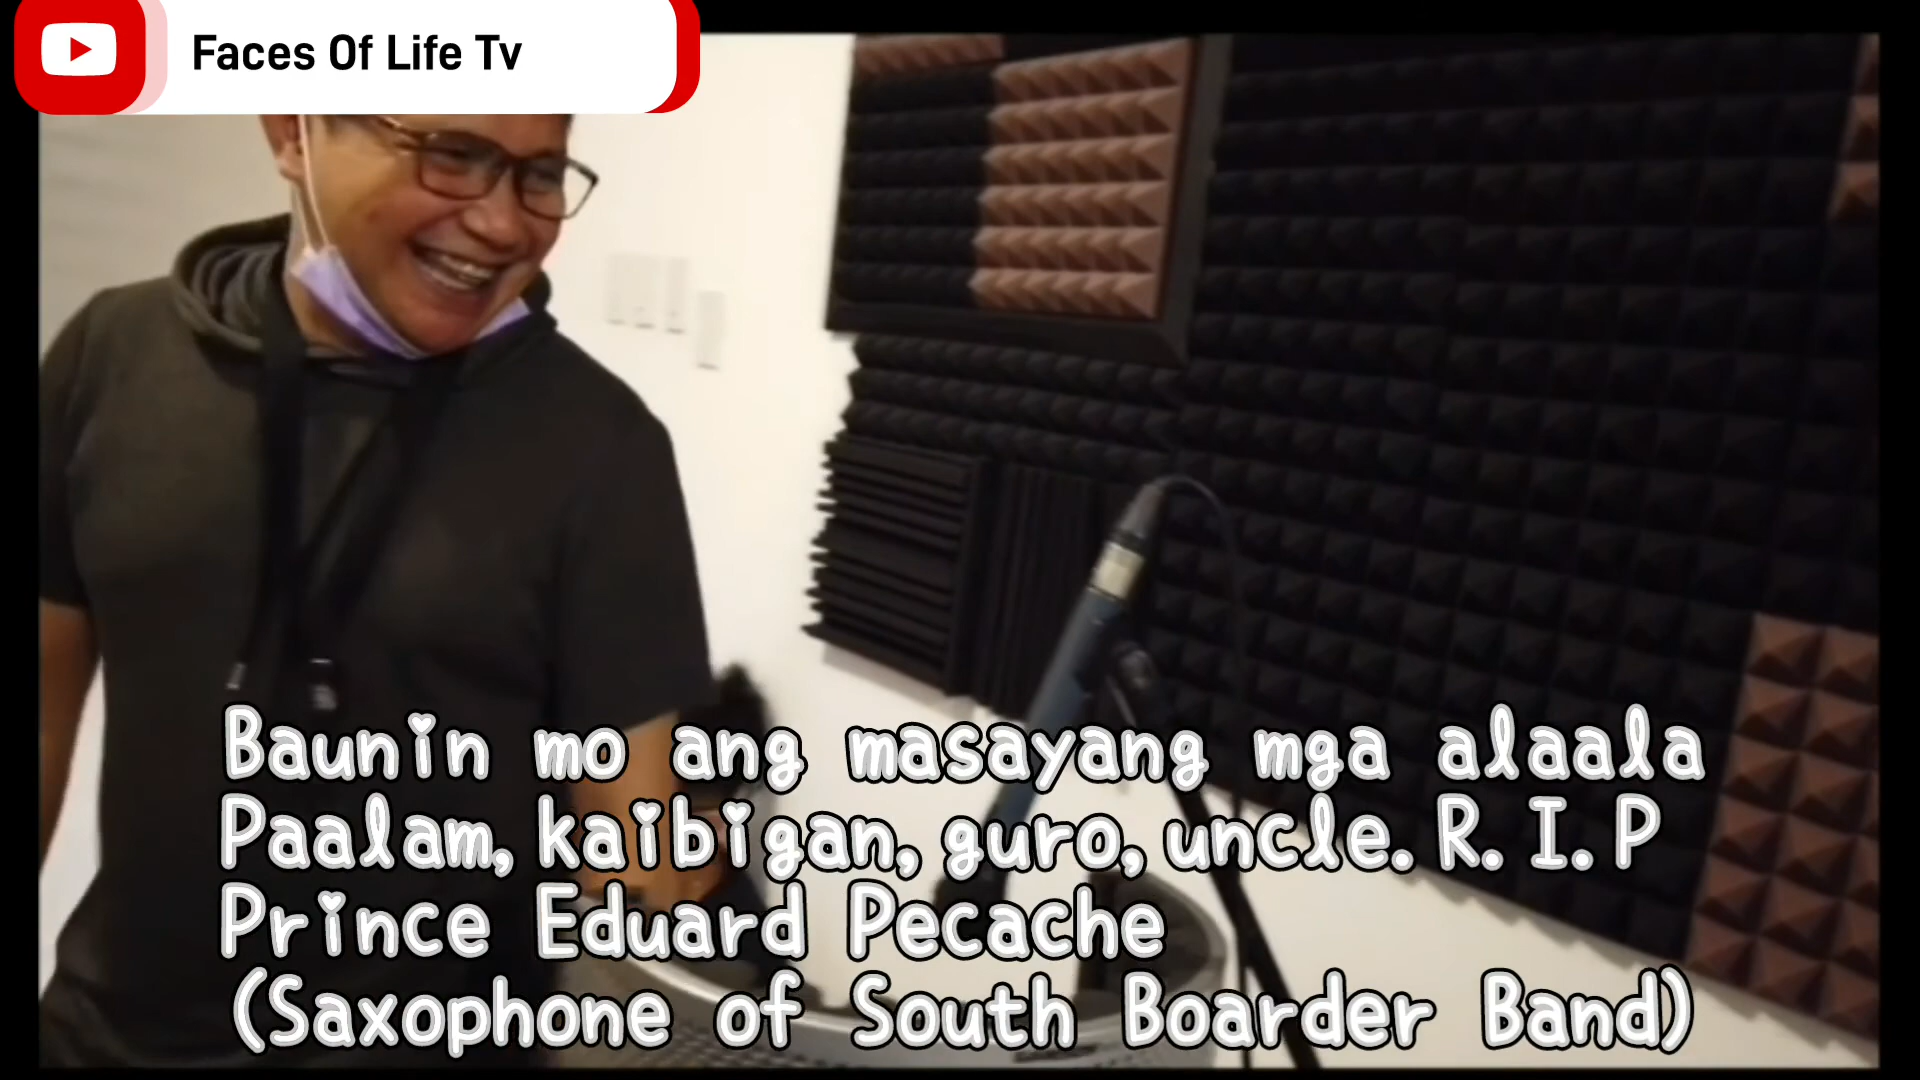 Faces Of Life Tv
Baunin mo ang masayang mga alaala
Paalam, kaibigan, guro, uncle. R.I.P
Prince Eduard Pecache
(Saxophone of South Boarder Band)